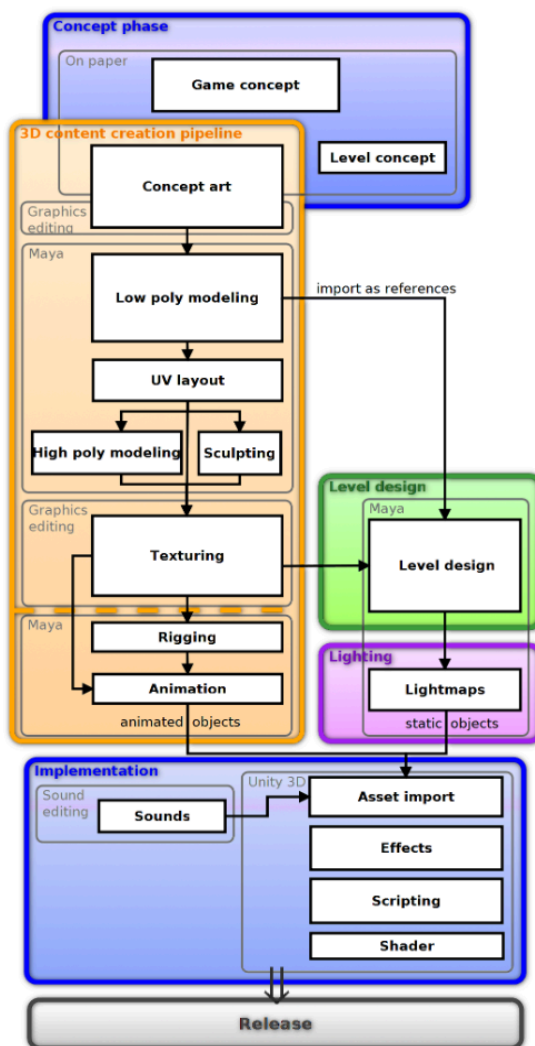 Concept phase
On paper
Game concept
3D content creation pipeline
Level concept
Concept art
Graphics
editing
Maya
Low poly modeling
import as references
UV layout
High poly modeling
Sculpting
Level design
Graphics
editing
Maya
Texturing
Level design
Maya
Rigging
Lighting
Animation
Lightmaps
animated objects
static objects
Implementation
Sound
editing
Unity 3D
Asset import
Sounds
Effects
Scripting
Shader
Release